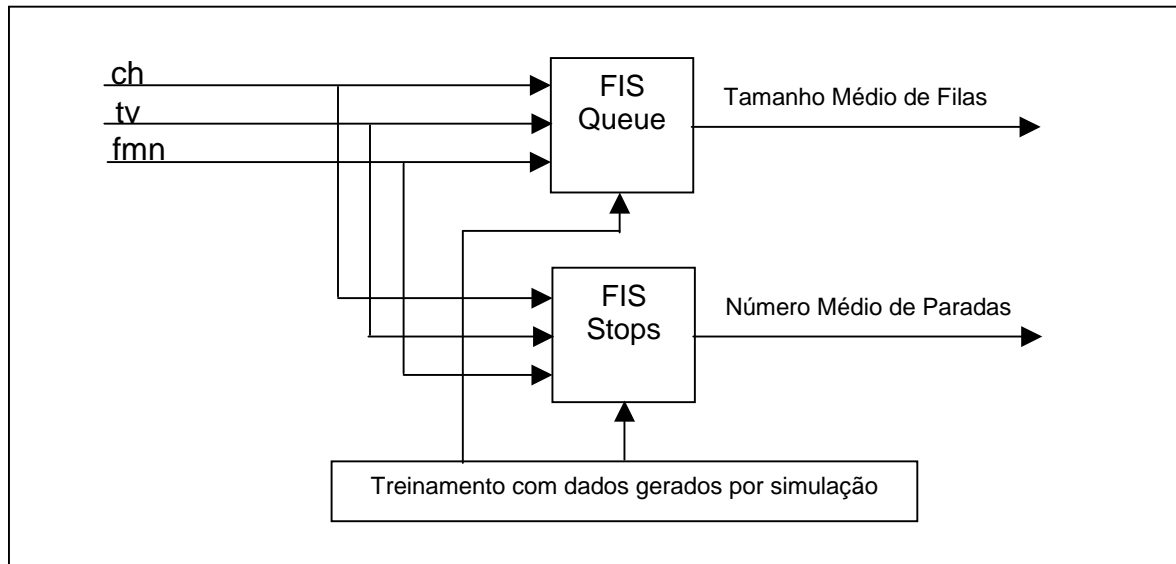 ch
tv
fmn
FIS
Queue
Tamanho Médio de Filas
FIS
Stops
Número Médio de Paradas
Treinamento com dados gerados por simulação